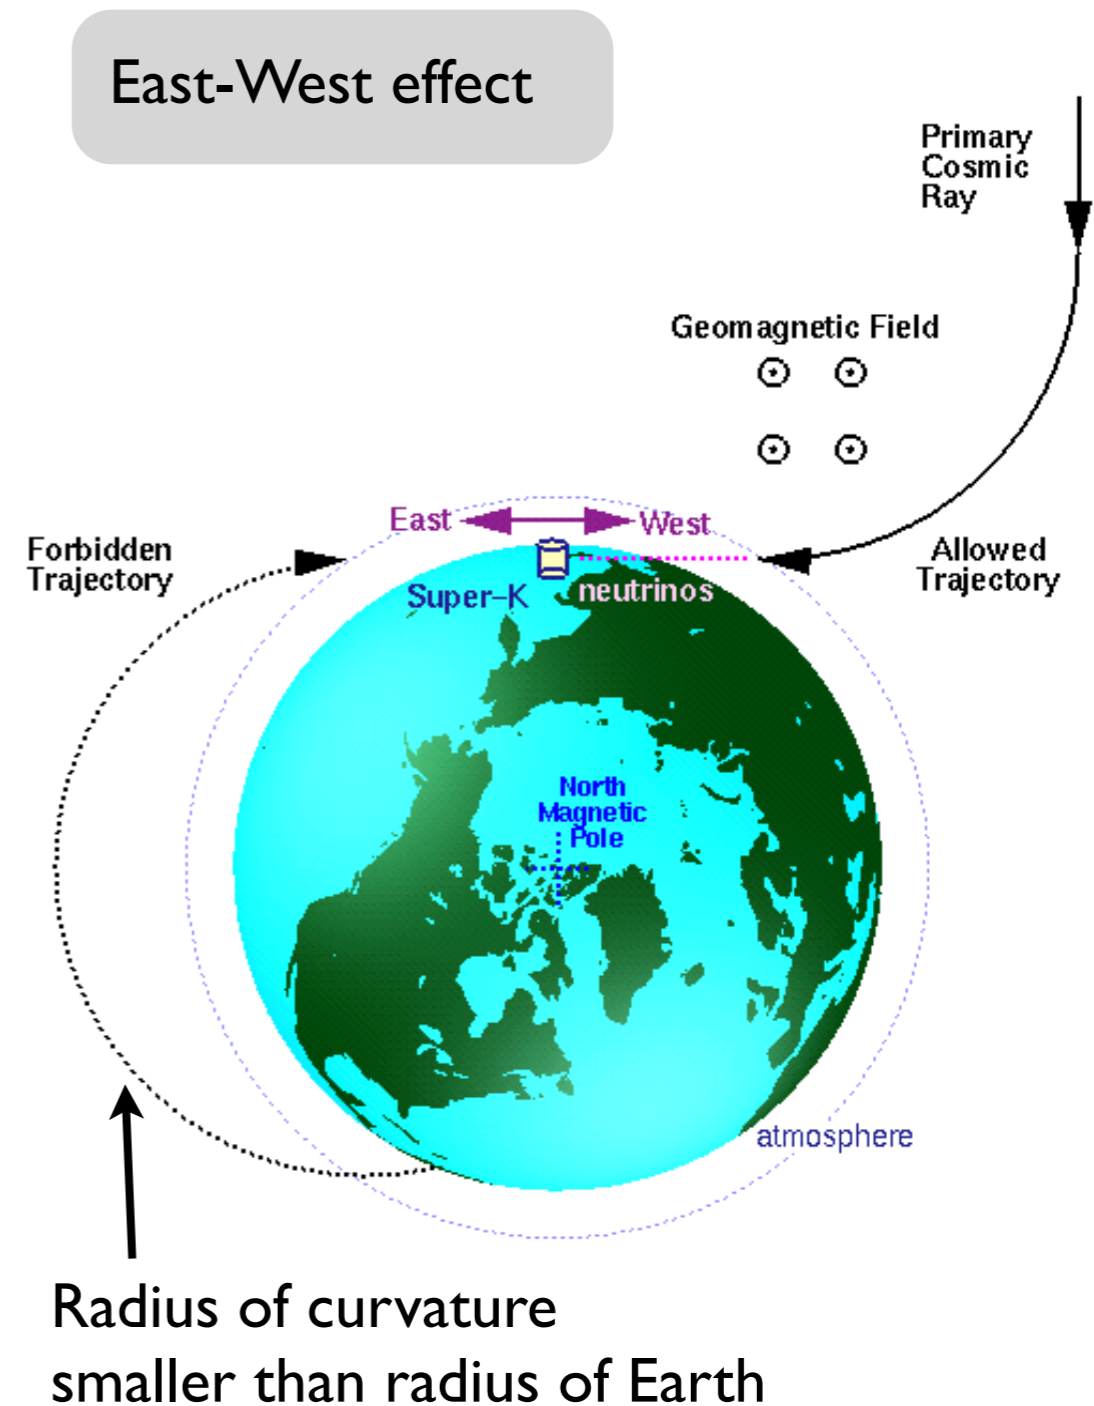 East-West effect
Primary
Cosmic
Ray
Geomagnetic Field
East
West
Forbidden
Trajectory
Allowed
Trajectory
Super-K
neutrinos
North
Magnetic
Pole
atmosphere
Radius of curvature
smaller than radius of Earth